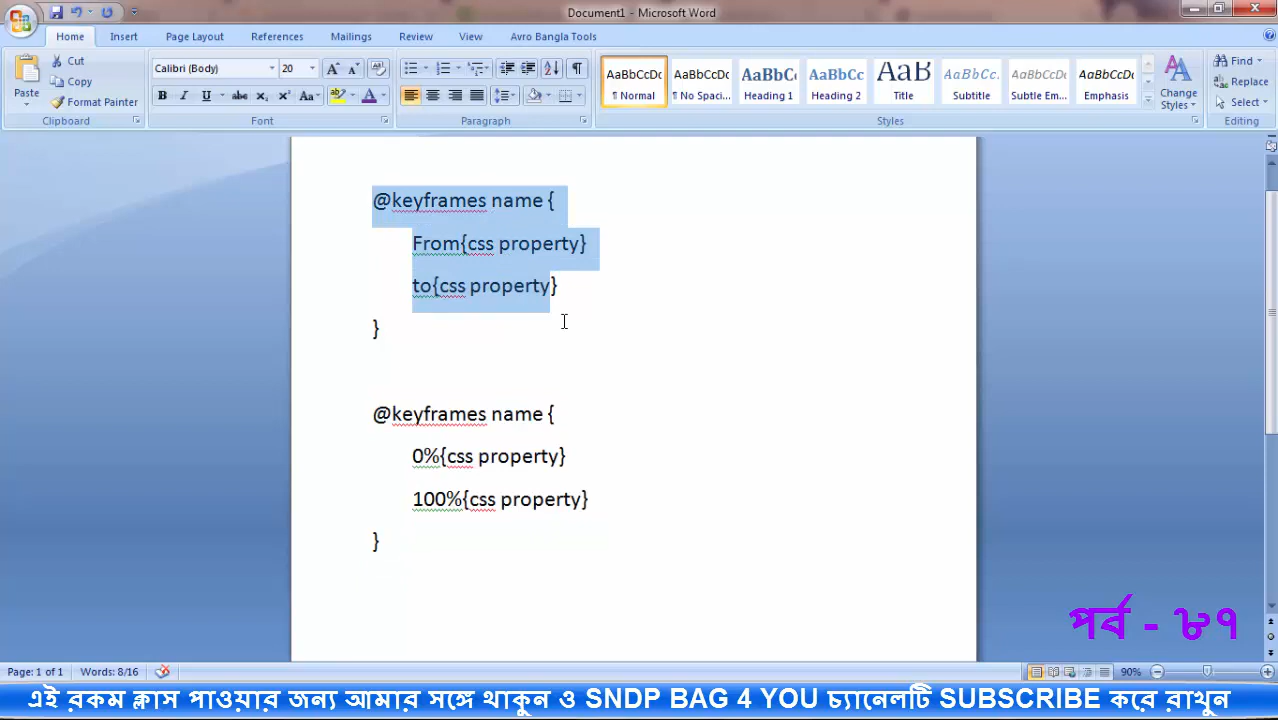 Document1 - Microsoft Word
Home Insert Page Layout References Mailings Review View Avro Bangla Tools
Paste
Cut
Copy
Format Painter
Clipboard
Calibri (Body) 20
Font
Paragraph
AaBbCcDc AaBbCcDc AaBbCc AaBbCc AaB AaBbCc. AaBbCcDc AaBbCcDc
¶ Normal ¶ No Spaci... Heading 1 Heading 2 Title Subtitle Subtle Em... Emphasis
Change Styles
Styles
Find
Replace
Select
Editing
@keyframes name {
From{css property}
to{css property}
}
@keyframes name {
0%{css property}
100%{css property}
}
পর্ব - ৮৭
Page: 1 of 1 Words: 8/16 90%
এই রকম ক্লাস পাওয়ার জন্য আমার সঙ্গে থাকুন ও SNDP BAG 4 YOU চ্যানেলটি SUBSCRIBE করে রাখুন